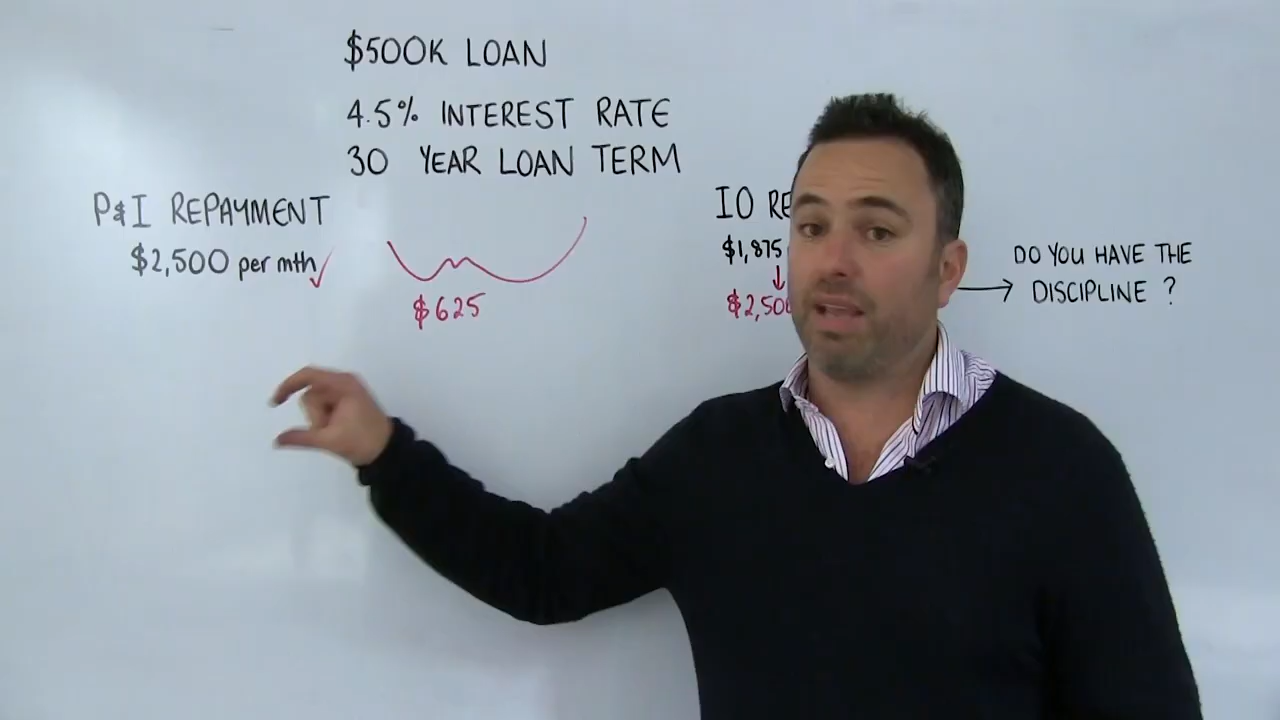 $500K LOAN
4.5% INTEREST RATE
30 YEAR LOAN TERM
P&I REPAYMENT
$2,500 per mth
$625
IO
$1,875
DO YOU HAVE THE
DISCIPLINE ?